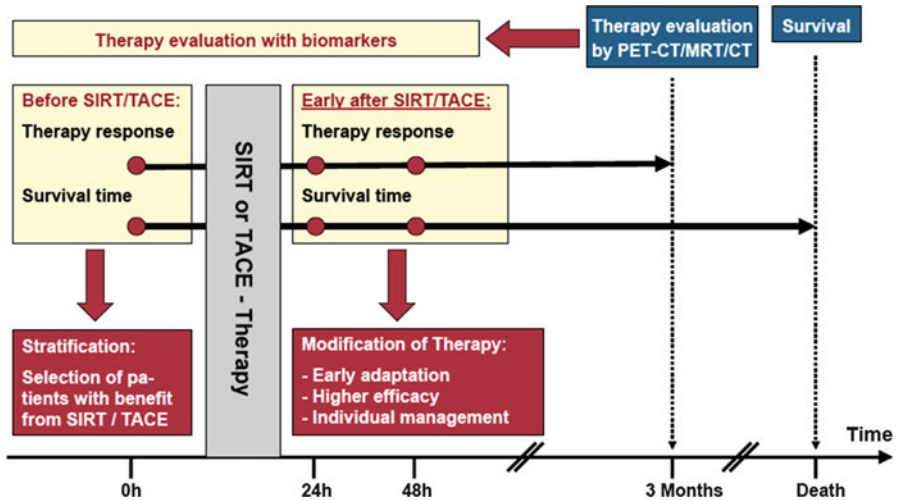 Therapy evaluation with biomarkers
Therapy evaluation
by PET-CT/MRT/CT
Survival
Before SIRT/TACE:
Therapy response
Survival time
SIRT or TACE - Therapy
Early after SIRT/TACE:
Therapy response
Survival time
Stratification:
Selection of pa-
tients with benefit
from SIRT / TACE
Modification of Therapy:
- Early adaptation
- Higher efficacy
- Individual management
Time
0h
24h
48h
3 Months
Death